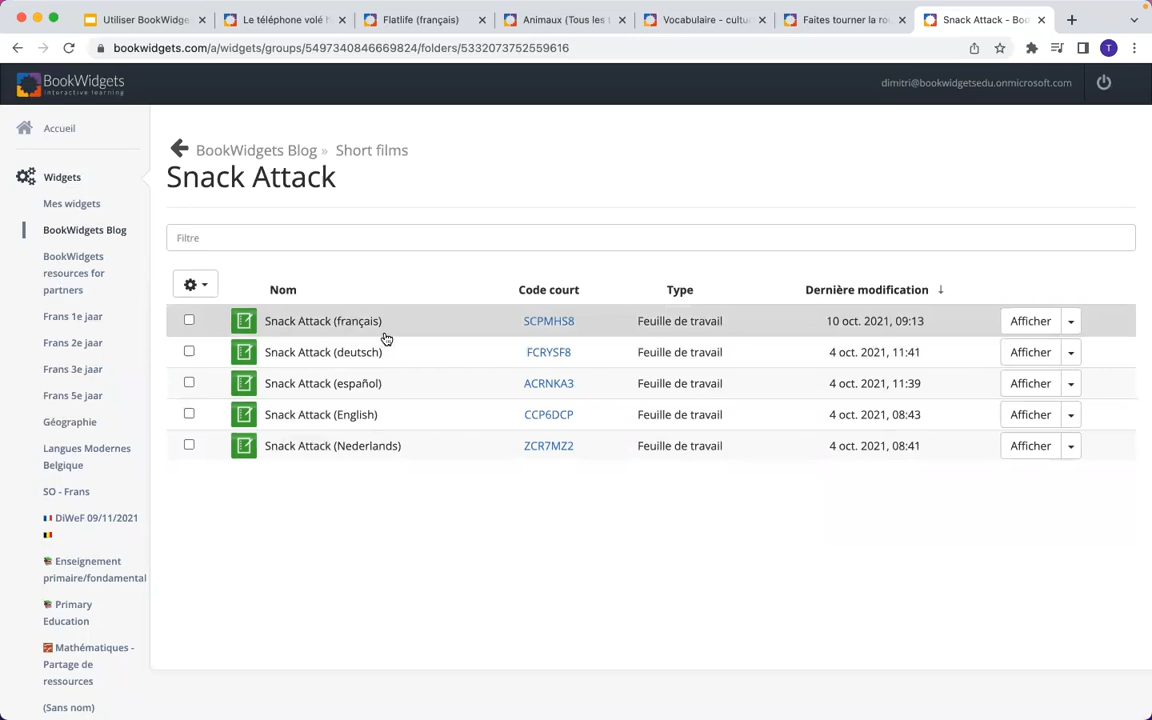 Utiliser BookWidge
Le téléphone volé
Flatlife (français)
Animaux (Tous les
Vocabulaire - cultu
Faites tourner la ro
Snack Attack - Boo
bookwidgets.com/a/widgets/groups/5497340846669824/folders/5332073752559616
T
BookWidgets
interactive learning
dimitri@bookwidgetsedu.onmicrosoft.com
Accueil
Widgets
Mes widgets
BookWidgets Blog
BookWidgets
resources for
partners
Frans 1e jaar
Frans 2e jaar
Frans 3e jaar
Frans 5e jaar
Géographie
Langues Modernes
Belgique
SO - Frans
DiWeF 09/11/2021
Enseignement
primaire/fondamental
Primary
Education
Mathématiques -
Partage de
ressources
(Sans nom)
BookWidgets Blog » Short films
Snack Attack
Filtre
Nom Code court Type Dernière modification ↓
Snack Attack (français) SCPMHS8 Feuille de travail 10 oct. 2021, 09:13 Afficher
Snack Attack (deutsch) FCRYSF8 Feuille de travail 4 oct. 2021, 11:41 Afficher
Snack Attack (español) ACRNKA3 Feuille de travail 4 oct. 2021, 11:39 Afficher
Snack Attack (English) CCP6DCP Feuille de travail 4 oct. 2021, 08:43 Afficher
Snack Attack (Nederlands) ZCR7MZ2 Feuille de travail 4 oct. 2021, 08:41 Afficher